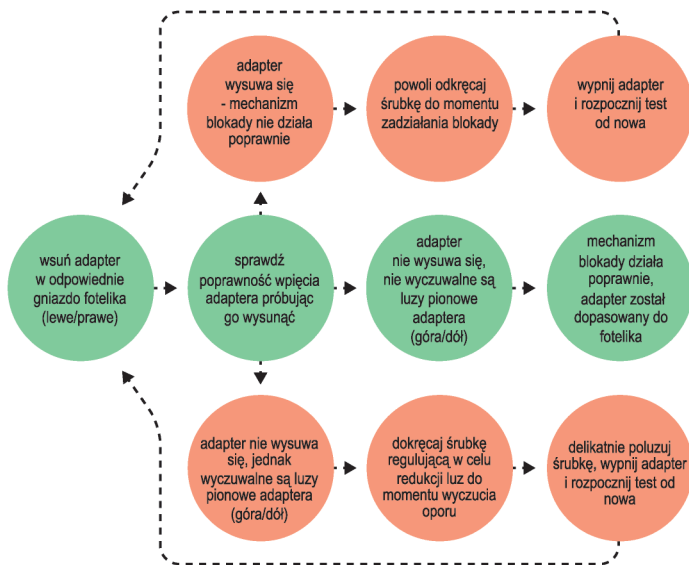 adapter
wysuwa się
- mechanizm
blokady nie działa
poprawnie
powoli odkręcaj
śrubkę do momentu
zadziałania blokady
wypnij adapter
i rozpocznij test
od nowa
wsuń adapter
w odpowiednie
gniazdo fotelika
(lewe/prawe)
sprawdź
poprawność wpięcia
adaptera próbując
go wysunąć
adapter
nie wysuwa się,
nie wyczuwalne są
luzy pionowe
adaptera
(góra/dół)
mechanizm
blokady działa
poprawnie,
adapter został
dopasowany do
fotelika
adapter nie wysuwa
się, jednak
wyczuwalne są luzy
pionowe adaptera
(góra/dół)
dokręcaj śrubkę
regulującą w celu
redukcji luz do
momentu wyczucia
oporu
delikatnie poluzuj
śrubkę, wypnij adapter
i rozpocznij test od
nowa